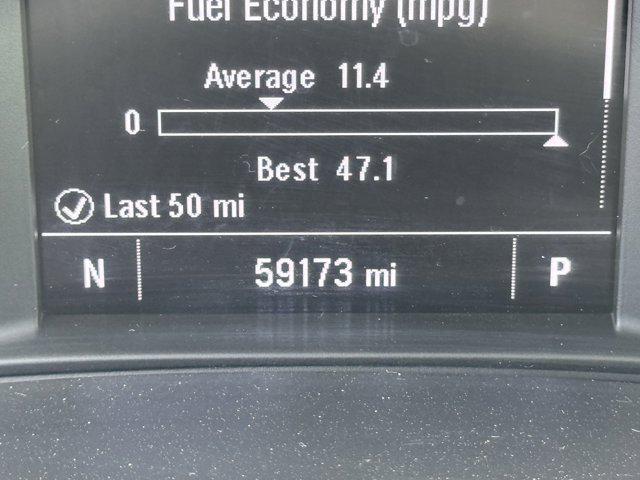 Fuel Economy (mpg)
Average 11.4
0
Best 47.1
Last 50 mi
N 59173 mi P